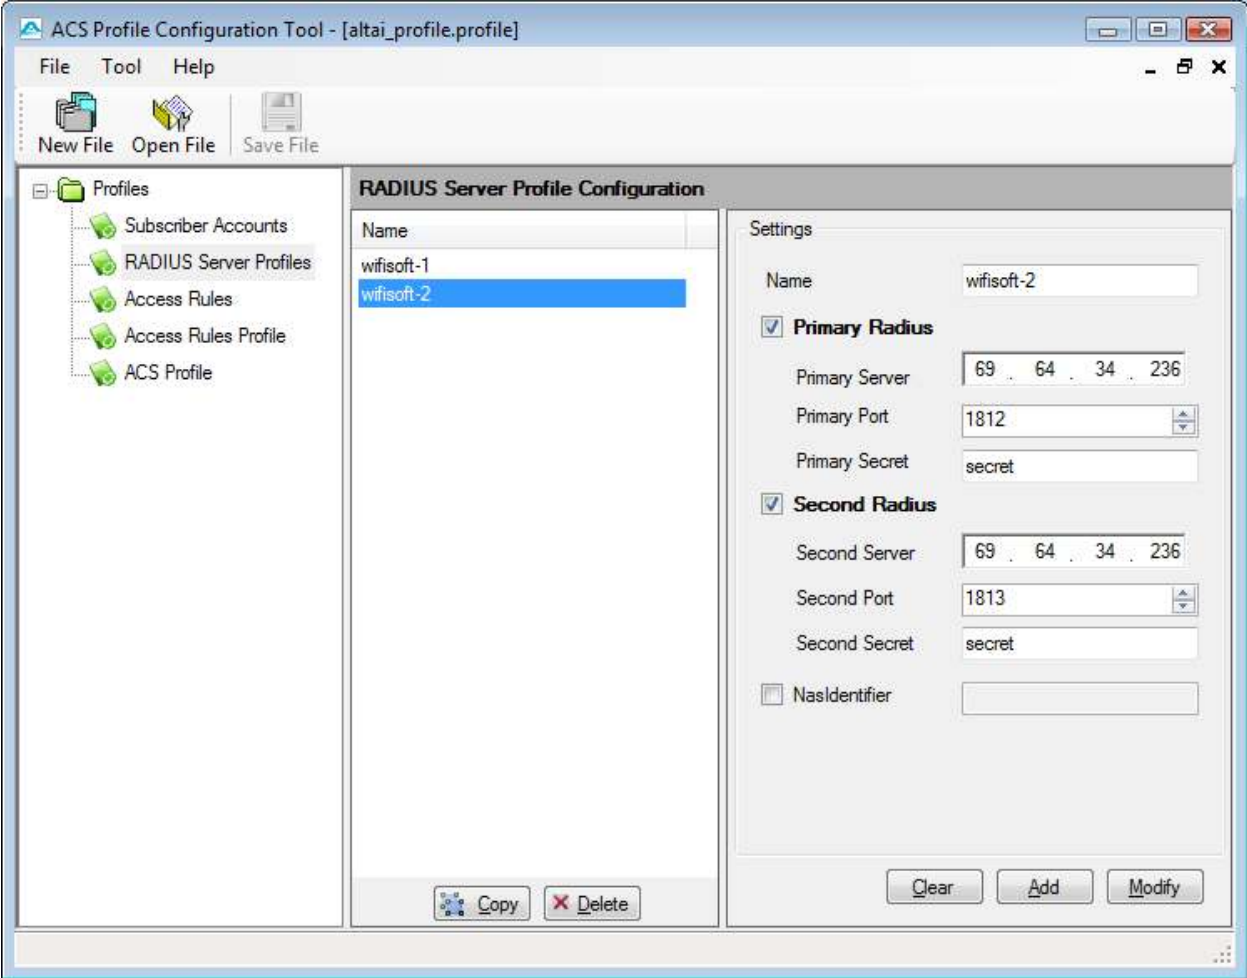 ACS Profile Configuration Tool - [altai_profile.profile]
File Tool Help
New File Open File Save File
Profiles
Subscriber Accounts
RADIUS Server Profiles
Access Rules
Access Rules Profile
ACS Profile
RADIUS Server Profile Configuration
Name
wifisoft-1
wifisoft-2
Copy Delete
Settings
Name wifisoft-2
Primary Radius
Primary Server 69 . 64 . 34 . 236
Primary Port 1812
Primary Secret secret
Second Radius
Second Server 69 . 64 . 34 . 236
Second Port 1813
Second Secret secret
NasIdentifier
Clear Add Modify